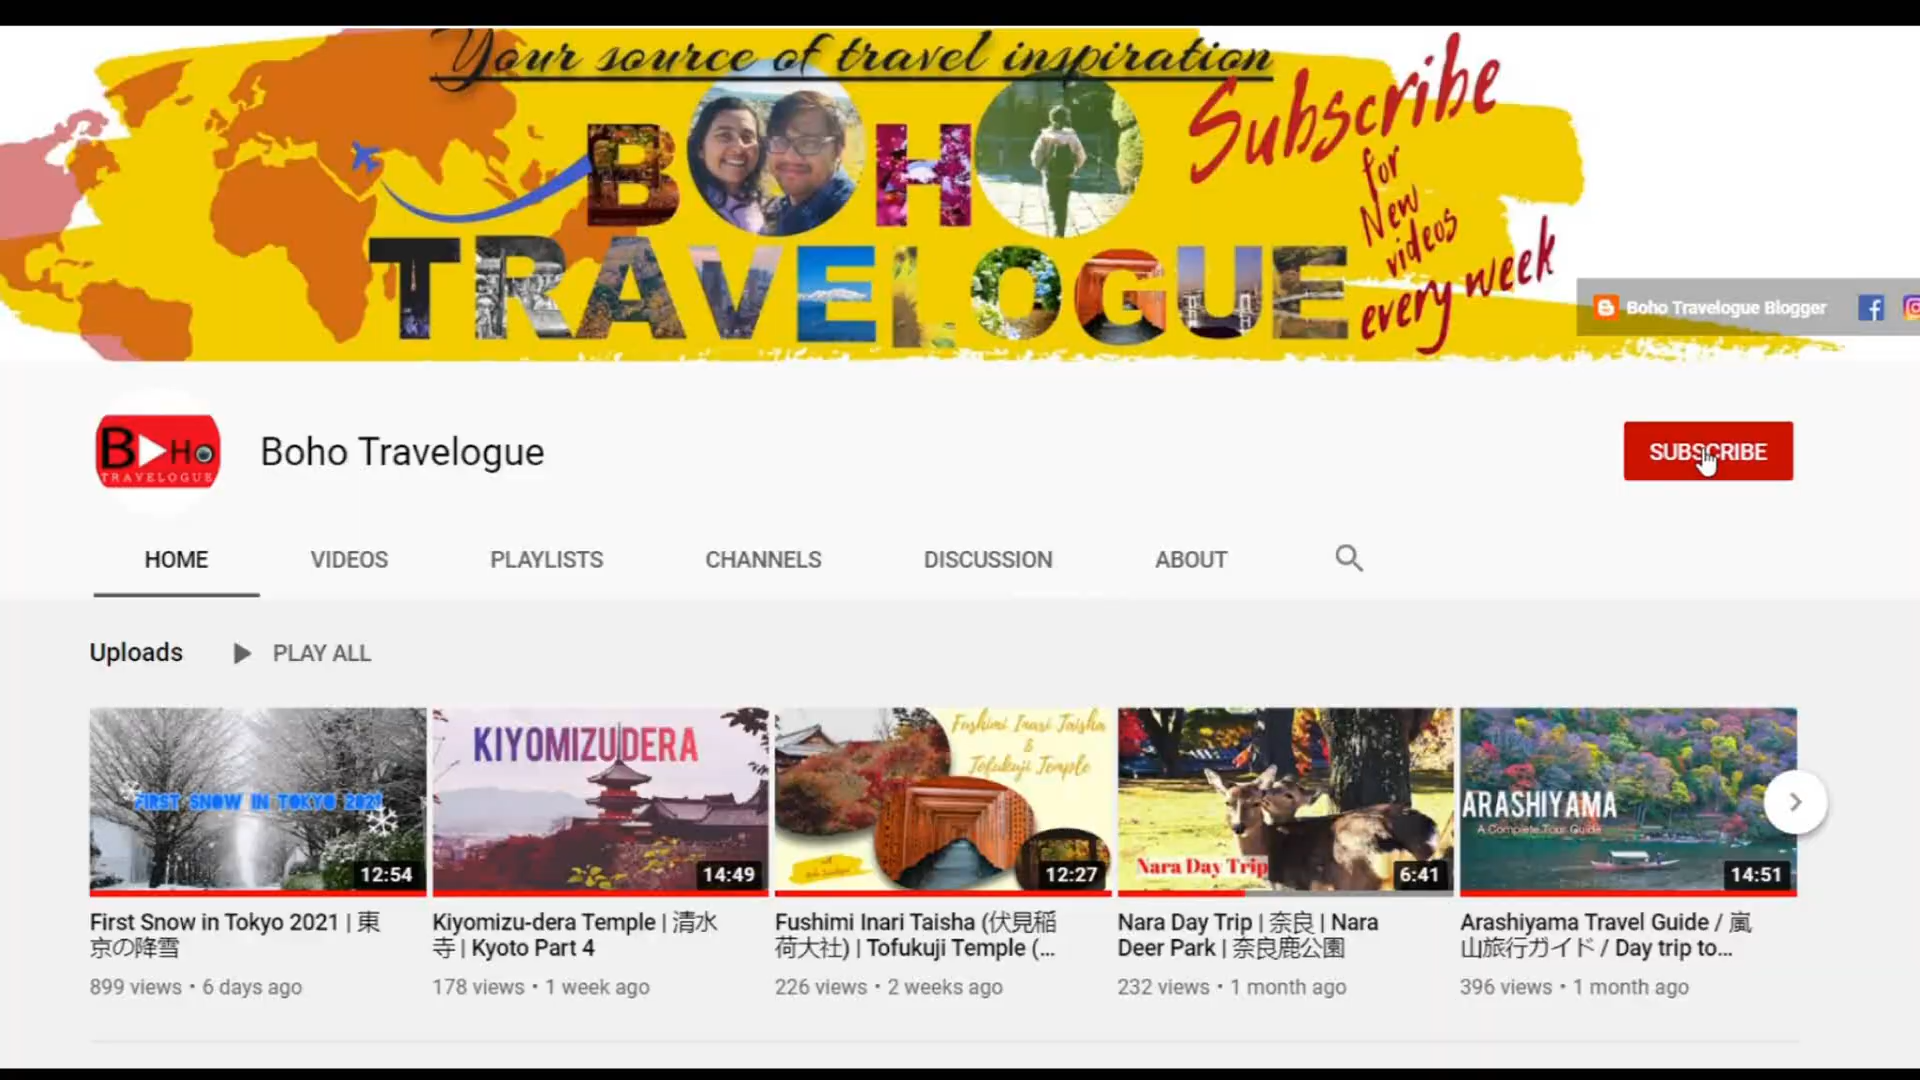 Your source of travel inspiration
BOHO
TRAVELOGUE
Subscribe
for
New
videos
every week
Boho Travelogue Blogger
BoHo
TRAVELOGUE
Boho Travelogue
SUBSCRIBE
HOME
VIDEOS
PLAYLISTS
CHANNELS
DISCUSSION
ABOUT
Uploads
PLAY ALL
FIRST SNOW IN TOKYO 2021
12:54
KIYOMIZUDERA
14:49
Fushimi Inari Taisha
&
Tofukuji Temple
12:27
Nara Day Trip
6:41
ARASHIYAMA
A Complete Tour Guide
14:51
First Snow in Tokyo 2021 | 東
京の降雪
899 views • 6 days ago
Kiyomizu-dera Temple | 清水
寺 | Kyoto Part 4
178 views • 1 week ago
Fushimi Inari Taisha (伏見稲
荷大社) | Tofukuji Temple (...
226 views • 2 weeks ago
Nara Day Trip | 奈良 | Nara
Deer Park | 奈良鹿公園
232 views • 1 month ago
Arashiyama Travel Guide / 嵐
山旅行ガイド / Day trip to...
396 views • 1 month ago